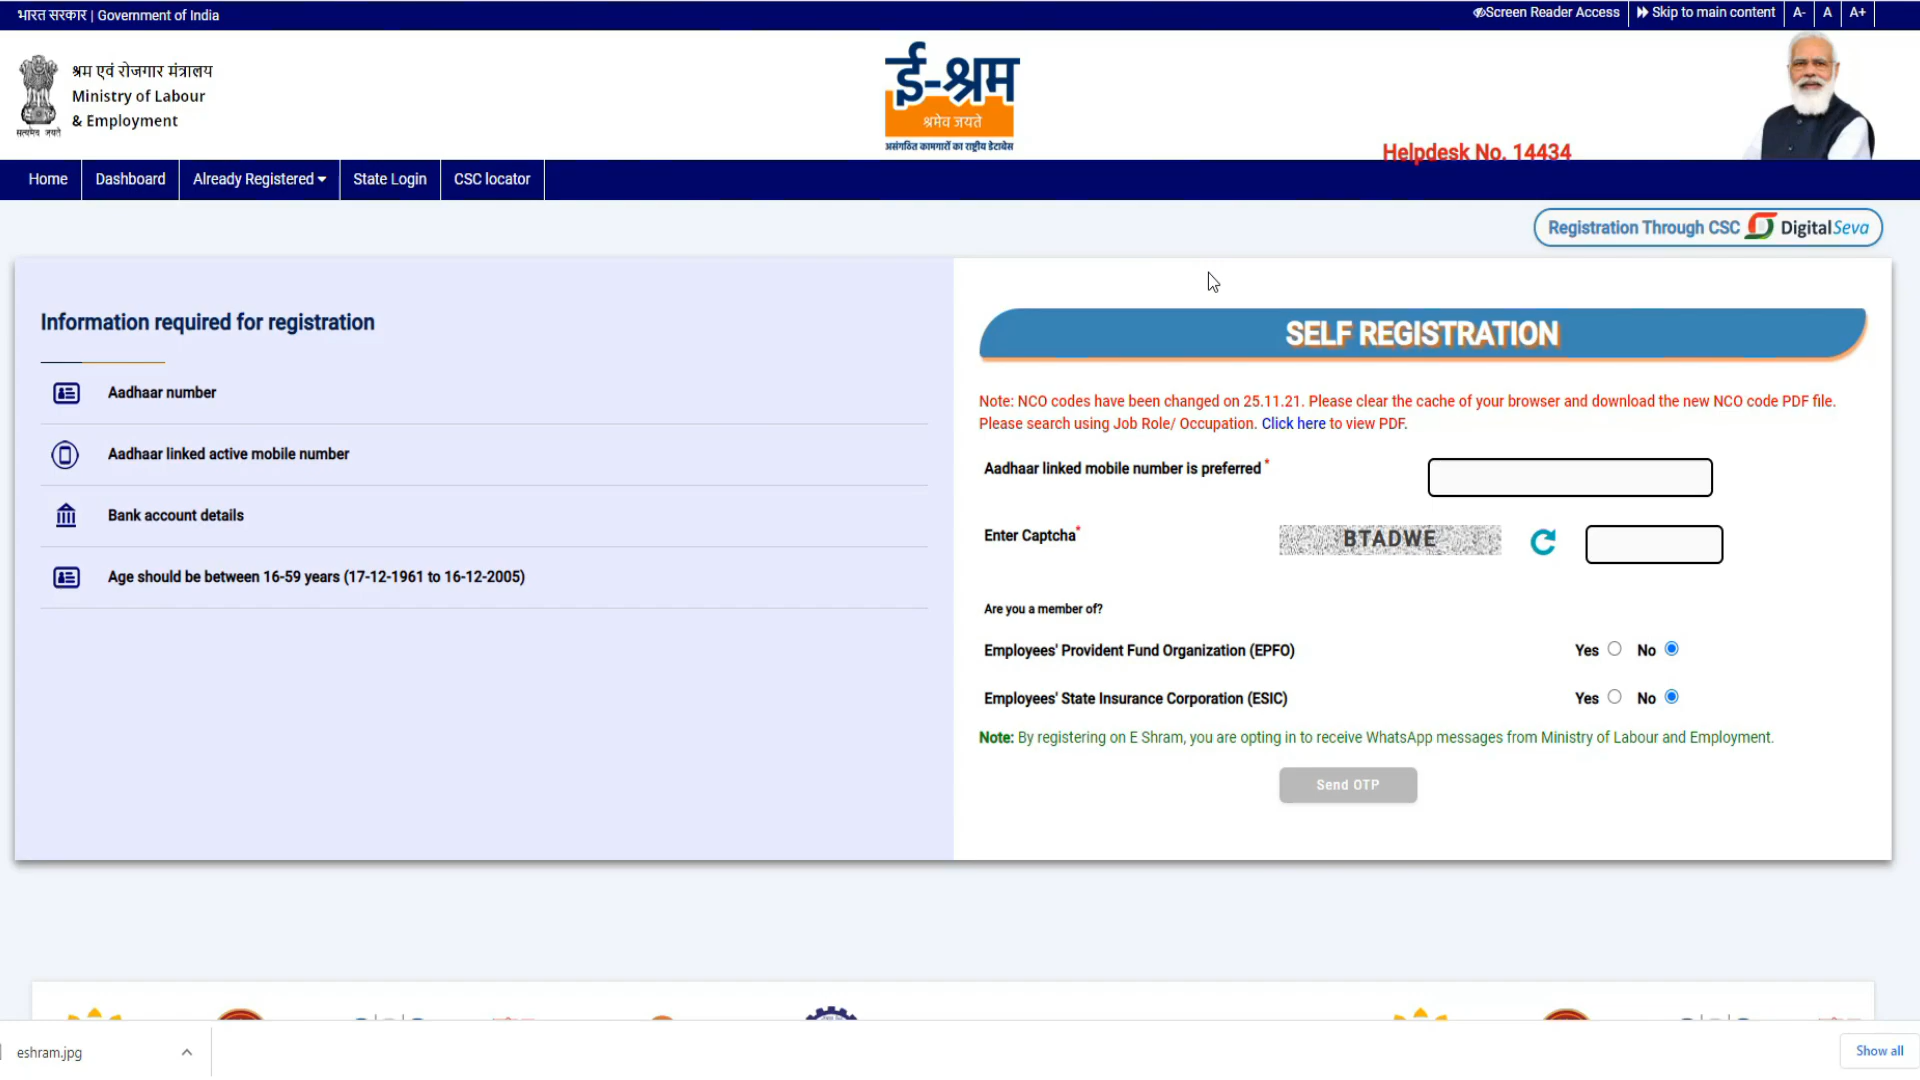 भारत सरकार | Government of India
Screen Reader Access
Skip to main content
A-
A
A+
श्रम एवं रोजगार मंत्रालय
Ministry of Labour
& Employment
सत्यमेव जयते
ई-श्रम
श्रमेव जयते
असंगठित कामगारों का राष्ट्रीय डेटाबेस
Helpdesk No. 14434
Home
Dashboard
Already Registered
State Login
CSC locator
Registration Through CSC DigitalSeva
Information required for registration
Aadhaar number
Aadhaar linked active mobile number
Bank account details
Age should be between 16-59 years (17-12-1961 to 16-12-2005)
SELF REGISTRATION
Note: NCO codes have been changed on 25.11.21. Please clear the cache of your browser and download the new NCO code PDF file.
Please search using Job Role/ Occupation. Click here to view PDF.
Aadhaar linked mobile number is preferred *
Enter Captcha*
BTADWE
Are you a member of?
Employees' Provident Fund Organization (EPFO) Yes No
Employees' State Insurance Corporation (ESIC) Yes No
Note: By registering on E Shram, you are opting in to receive WhatsApp messages from Ministry of Labour and Employment.
Send OTP
eshram.jpg
Show all